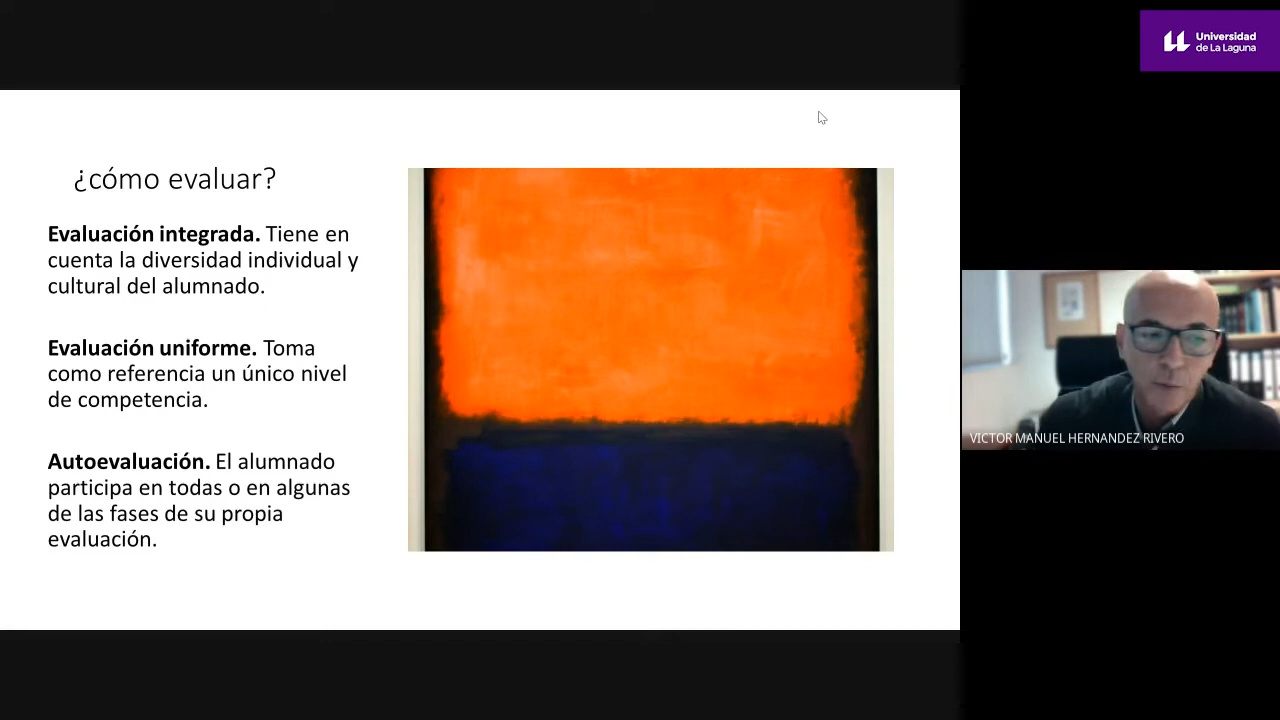 Universidad
de La Laguna
¿cómo evaluar?
Evaluación integrada. Tiene en
cuenta la diversidad individual y
cultural del alumnado.
Evaluación uniforme. Toma
como referencia un único nivel
de competencia.
Autoevaluación. El alumnado
participa en todas o en algunas
de las fases de su propia
evaluación.
VICTOR MANUEL HERNANDEZ RIVERO